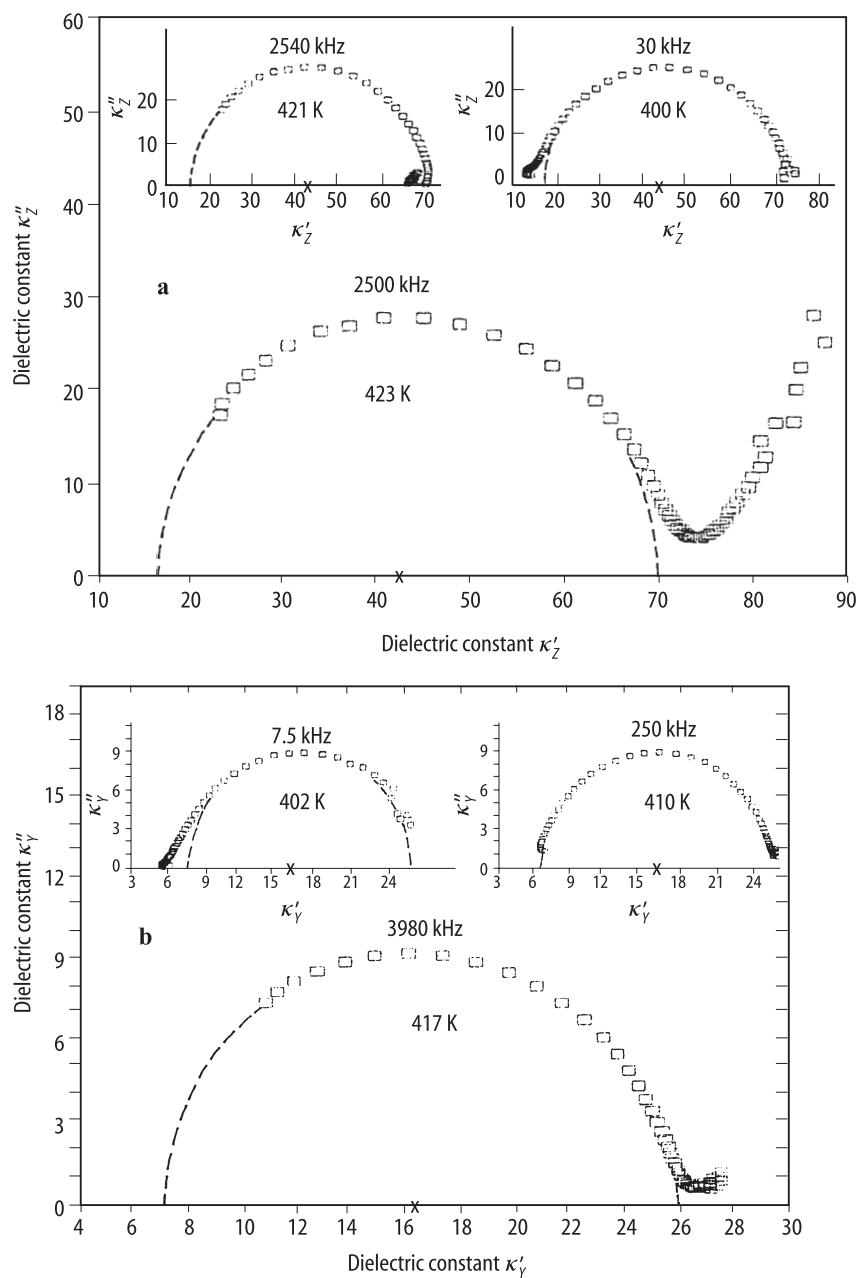 60
50
40
30
20
10
0
Dielectric constant κ″Z
2540 kHz
421 K
κ″Z
20
10
0
10 20 30 40 50 60 70
κ′Z
30 kHz
400 K
κ″Z
20
10
0
10 20 30 40 50 60 70 80
κ′Z
a
2500 kHz
423 K
x
10 20 30 40 50 60 70 80 90
Dielectric constant κ′Z
18
15
12
9
6
3
0
Dielectric constant κ″Y
7.5 kHz
402 K
κ″Y
9
6
3
0
3 6 9 12 15 18 21 24
κ′Y
250 kHz
410 K
κ″Y
9
6
3
0
3 6 9 12 15 18 21 24
κ′Y
b
3980 kHz
417 K
x
4 6 8 10 12 14 16 20 22 24 26 28 30
Dielectric constant κ′Y